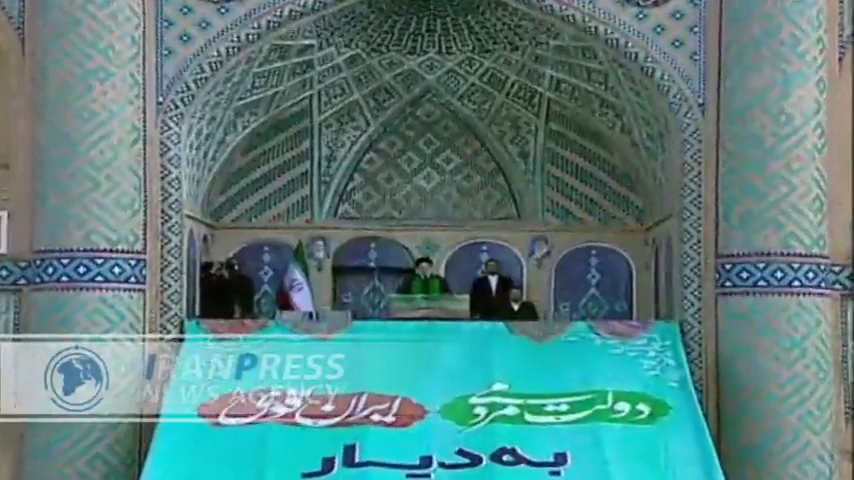 IRANPRESS
NEWS AGENCY
دولت مردمی ایران قوی
به دیار